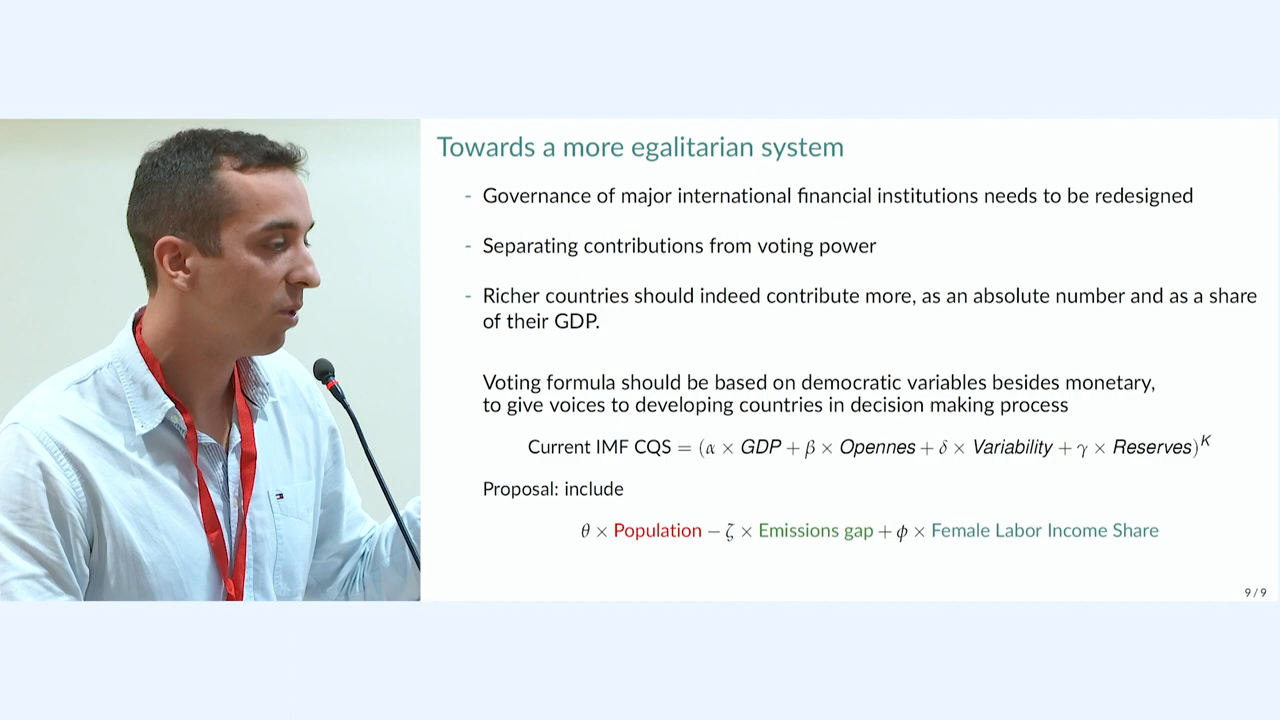 Towards a more egalitarian system
- Governance of major international financial institutions needs to be redesigned
- Separating contributions from voting power
- Richer countries should indeed contribute more, as an absolute number and as a share
of their GDP.
Voting formula should be based on democratic variables besides monetary,
to give voices to developing countries in decision making process
Current IMF CQS = (α × GDP + β × Opennes + δ × Variability + γ × Reserves)^K
Proposal: include
θ × Population − ζ × Emissions gap + ϕ × Female Labor Income Share
9 / 9